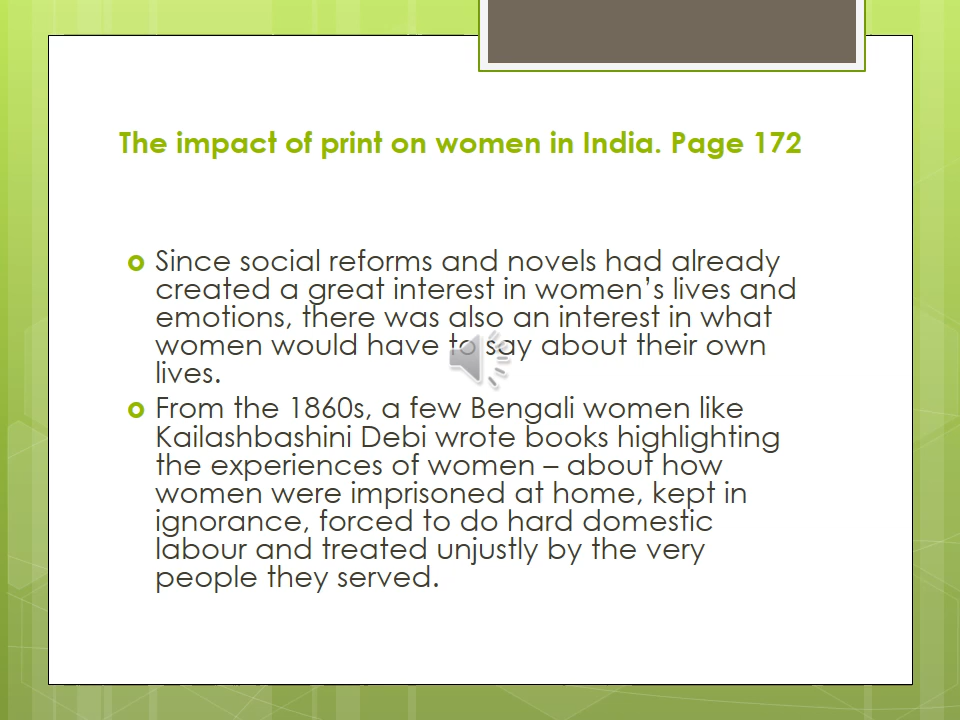 The impact of print on women in India. Page 172
Since social reforms and novels had already
created a great interest in women's lives and
emotions, there was also an interest in what
women would have to say about their own
lives.
From the 1860s, a few Bengali women like
Kailashbashini Debi wrote books highlighting
the experiences of women – about how
women were imprisoned at home, kept in
ignorance, forced to do hard domestic
labour and treated unjustly by the very
people they served.